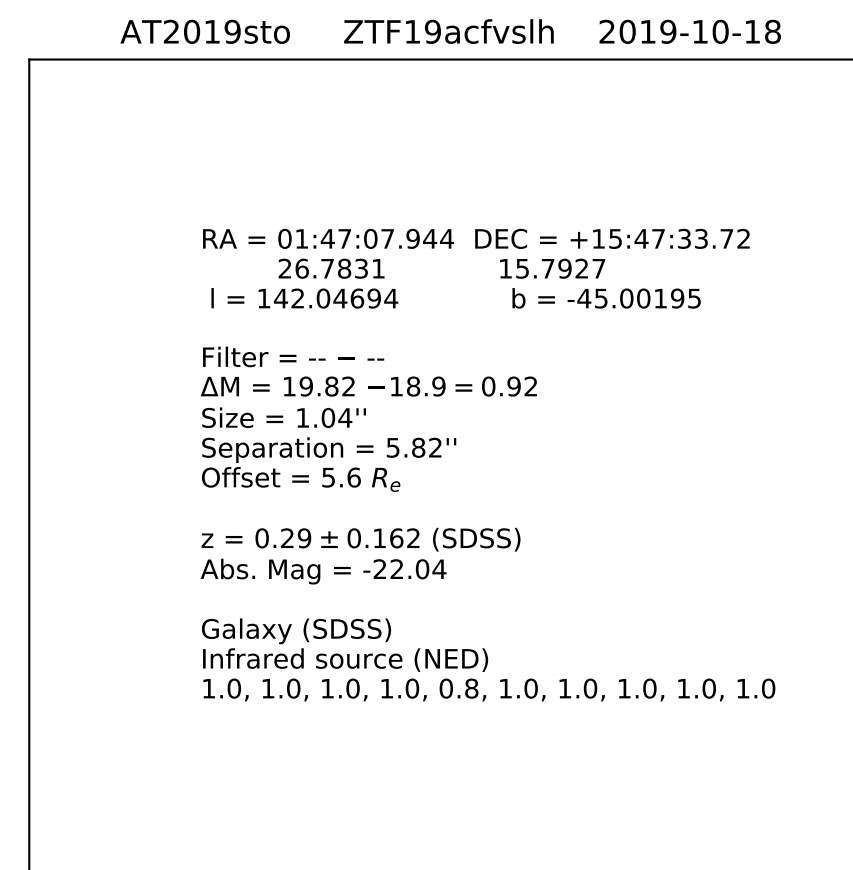 AT2019sto ZTF19acfvslh 2019-10-18
RA = 01:47:07.944 DEC = +15:47:33.72
26.7831 15.7927
l = 142.04694 b = -45.00195
Filter = -- − --
ΔM = 19.82 −18.9 = 0.92
Size = 1.04''
Separation = 5.82''
Offset = 5.6 Rₑ
z = 0.29 ± 0.162 (SDSS)
Abs. Mag = -22.04
Galaxy (SDSS)
Infrared source (NED)
1.0, 1.0, 1.0, 1.0, 0.8, 1.0, 1.0, 1.0, 1.0, 1.0